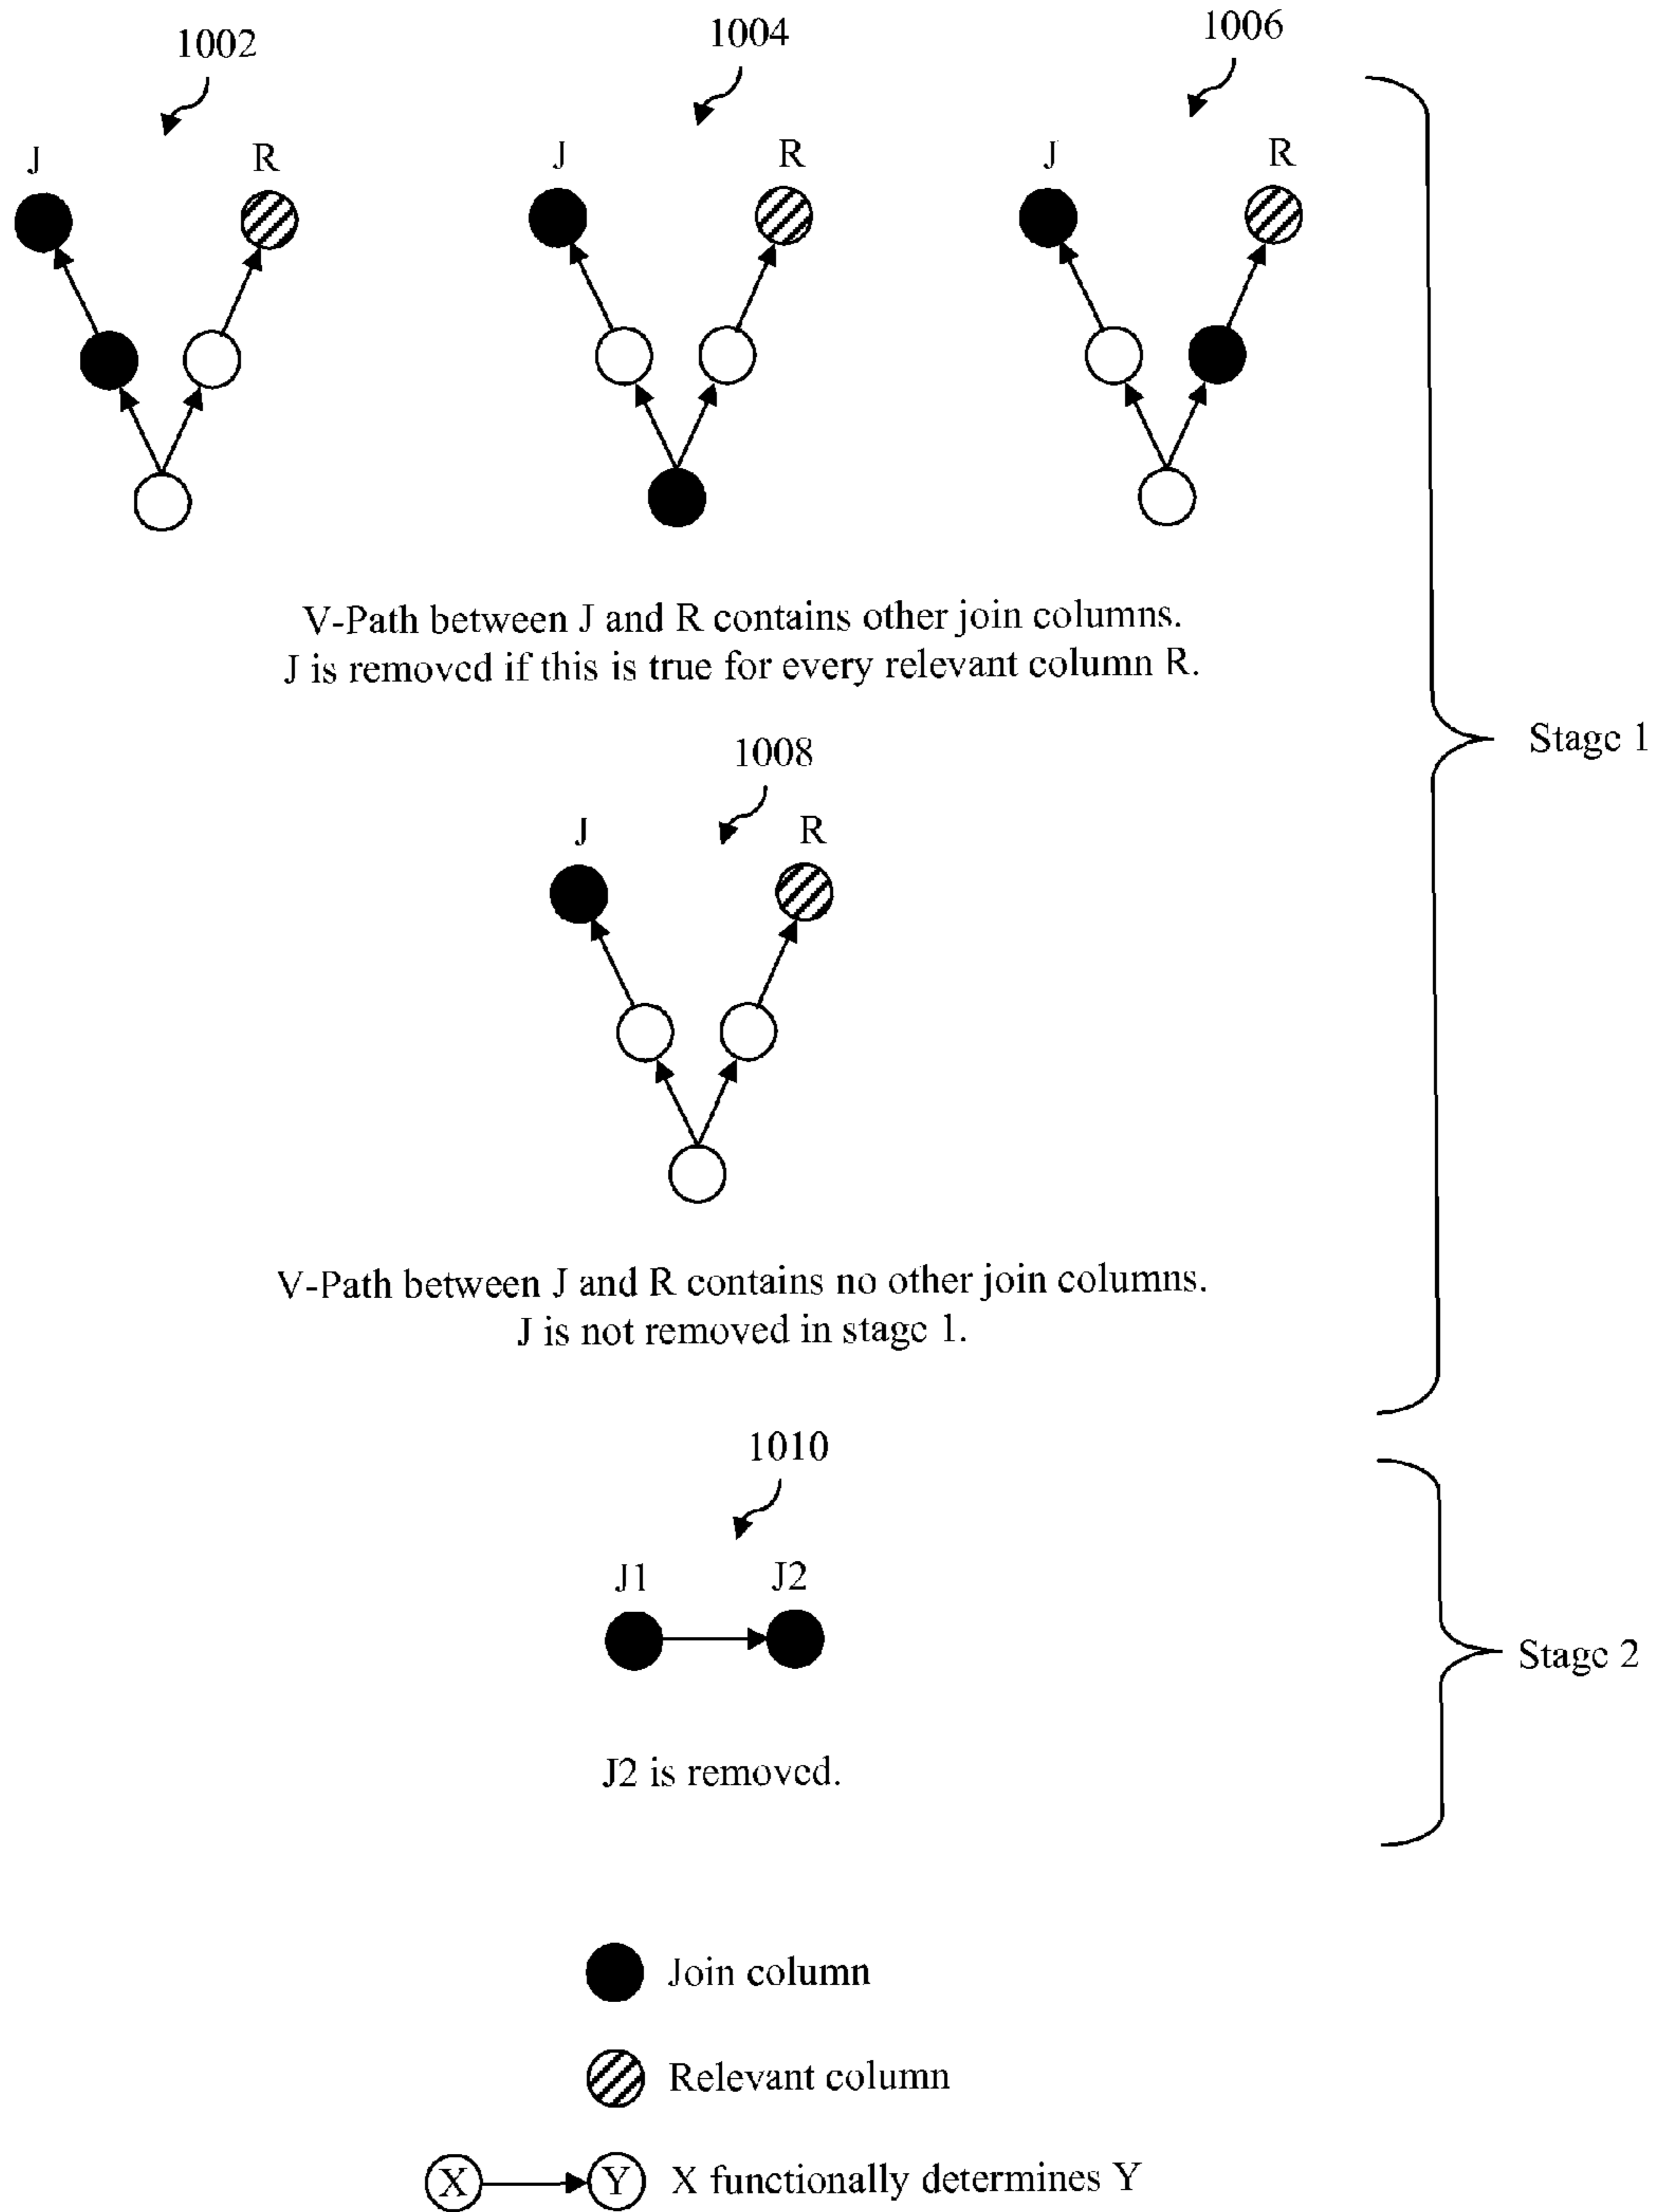 1002
1004
1006
J R
J R
J R
V-Path between J and R contains other join columns.
J is removed if this is true for every relevant column R.
Stage 1
1008
J R
V-Path between J and R contains no other join columns.
J is not removed in stage 1.
1010
J1 J2
Stage 2
J2 is removed.
Join column
Relevant column
X Y X functionally determines Y